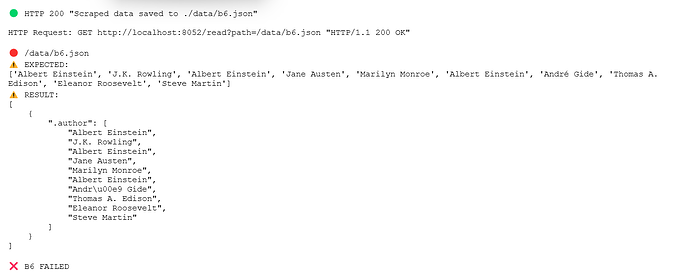 🟢 HTTP 200 "Scraped data saved to ./data/b6.json"
HTTP Request: GET http://localhost:8052/read?path=/data/b6.json "HTTP/1.1 200 OK"
🔴 /data/b6.json
⚠️ EXPECTED:
['Albert Einstein', 'J.K. Rowling', 'Albert Einstein', 'Jane Austen', 'Marilyn Monroe', 'Albert Einstein', 'André Gide', 'Thomas A.
Edison', 'Eleanor Roosevelt', 'Steve Martin']
⚠️ RESULT:
[
    {
        ".author": [
            "Albert Einstein",
            "J.K. Rowling",
            "Albert Einstein",
            "Jane Austen",
            "Marilyn Monroe",
            "Albert Einstein",
            "Andr\u00e9 Gide",
            "Thomas A. Edison",
            "Eleanor Roosevelt",
            "Steve Martin"
        ]
    }
]
❌ B6 FAILED